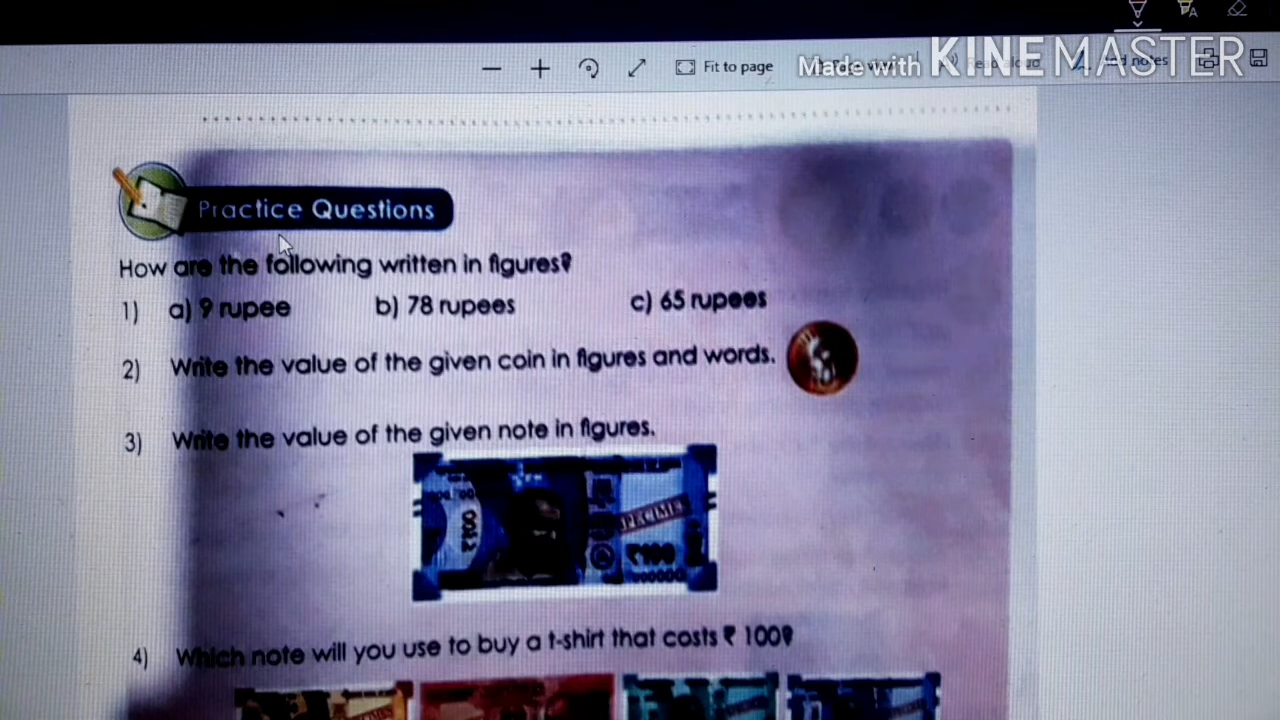 Fit to page
Made with KINEMASTER
Practice Questions
How are the following written in figures?
1) a) 9 rupee b) 78 rupees c) 65 rupees
2) Write the value of the given coin in figures and words.
3) Write the value of the given note in figures.
₹100
4) Which note will you use to buy a t-shirt that costs ₹ 100?